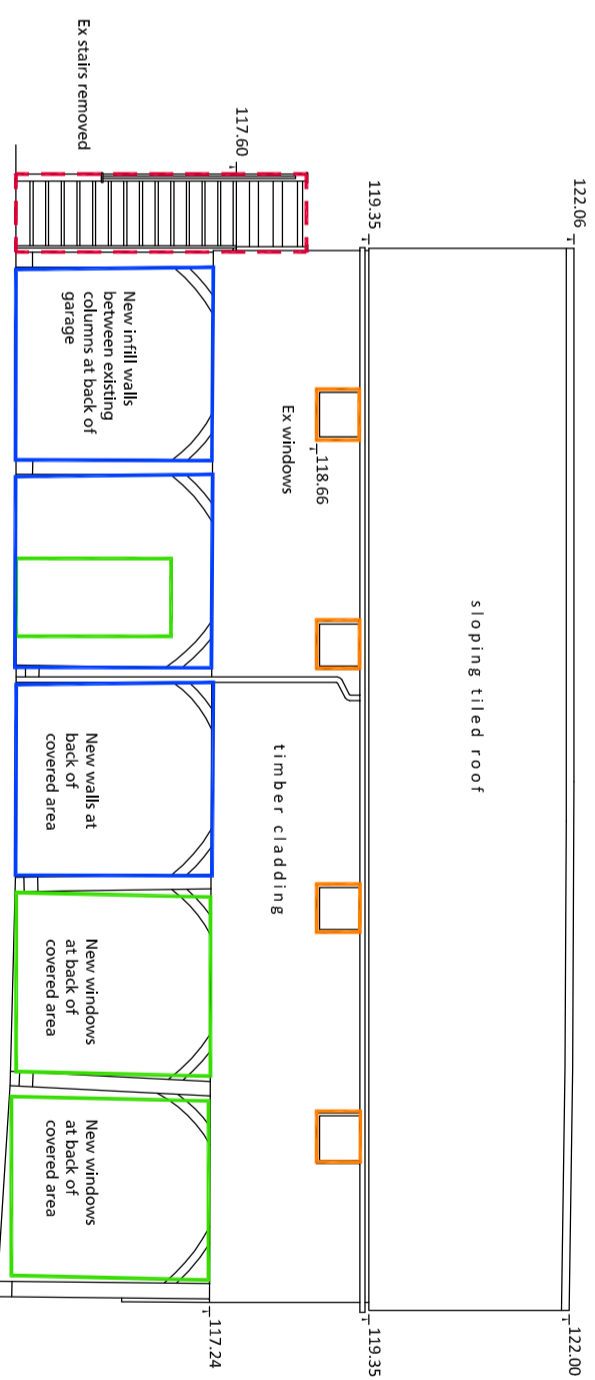 122.06
119.35
117.60
Ex stairs removed
sloping tiled roof
118.66
Ex windows
timber cladding
New infill walls
between existing
columns at back of
garage
New walls at
back of
covered area
New windows
at back of
covered area
New windows
at back of
covered area
122.00
119.35
117.24